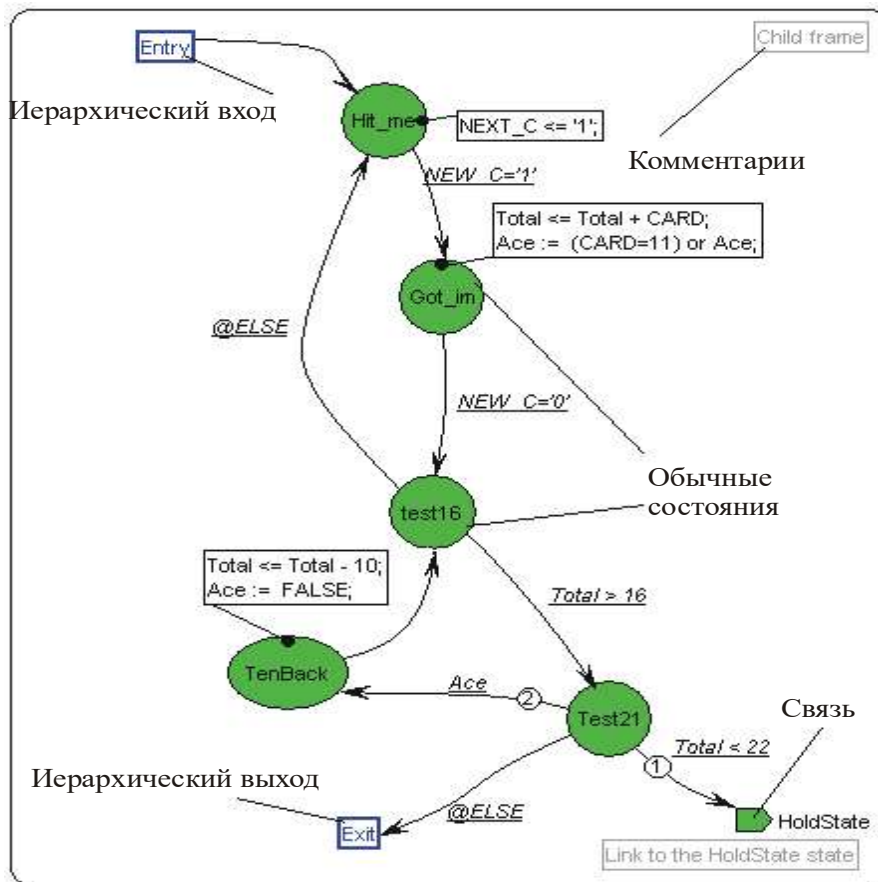 Entry
Child frame
Иерархический вход
Hit_me
NEXT_C <= '1';
Комментарии
NEW_C='1'
Total <= Total + CARD;
Ace := (CARD=11) or Ace;
Got_im
@ELSE
NEW_C='0'
Обычные
состояния
test16
Total <= Total - 10;
Ace := FALSE;
Total > 16
TenBack
Ace
2
Test21
Связь
Total < 22
1
Иерархический выход
@ELSE
Exit
HoldState
Link to the HoldState state